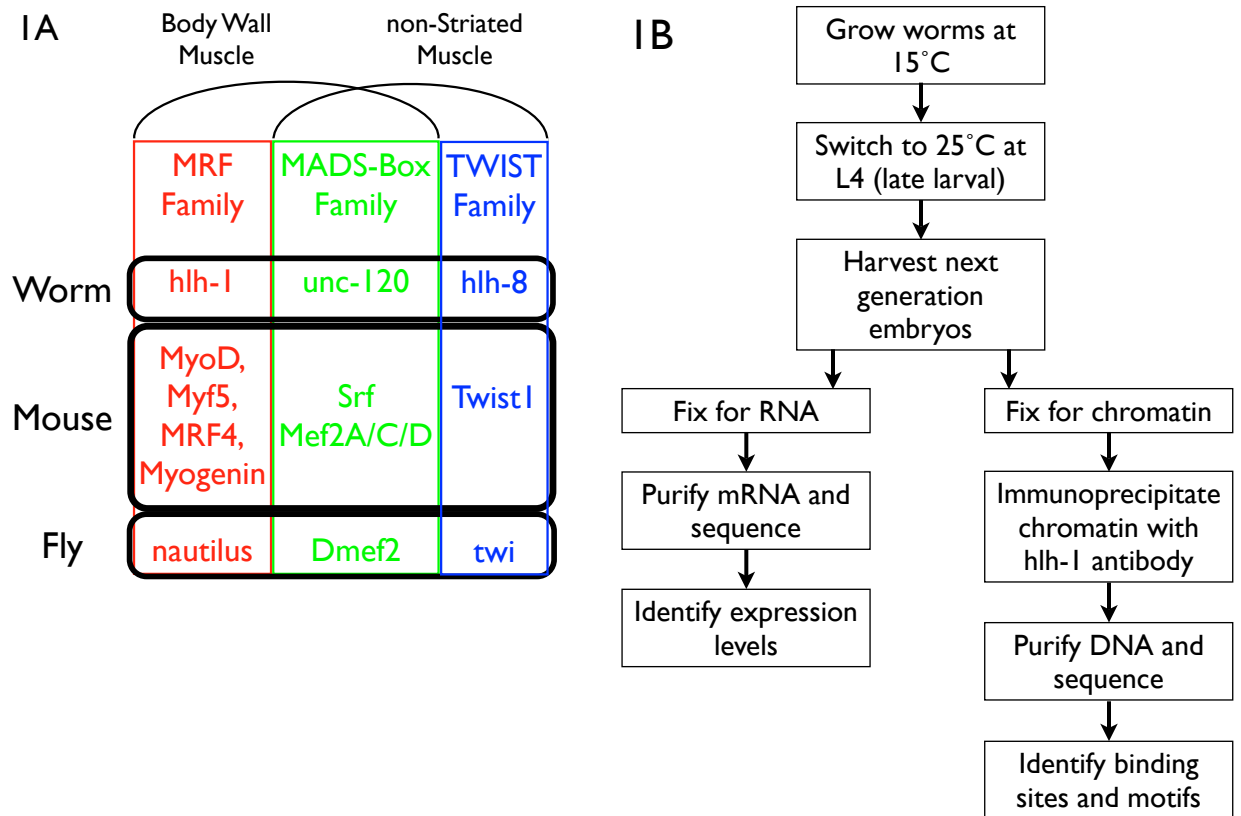 1A
Body Wall
Muscle
non-Striated
Muscle
MRF
Family
MADS-Box
Family
TWIST
Family
Worm
hlh-1
unc-120
hlh-8
Mouse
MyoD,
Myf5,
MRF4,
Myogenin
Srf
Mef2A/C/D
Twist1
Fly
nautilus
Dmef2
twi
1B
Grow worms at
15˚C
Switch to 25˚C at
L4 (late larval)
Harvest next
generation
embryos
Fix for RNA
Purify mRNA and
sequence
Identify expression
levels
Fix for chromatin
Immunoprecipitate
chromatin with
hlh-1 antibody
Purify DNA and
sequence
Identify binding
sites and motifs